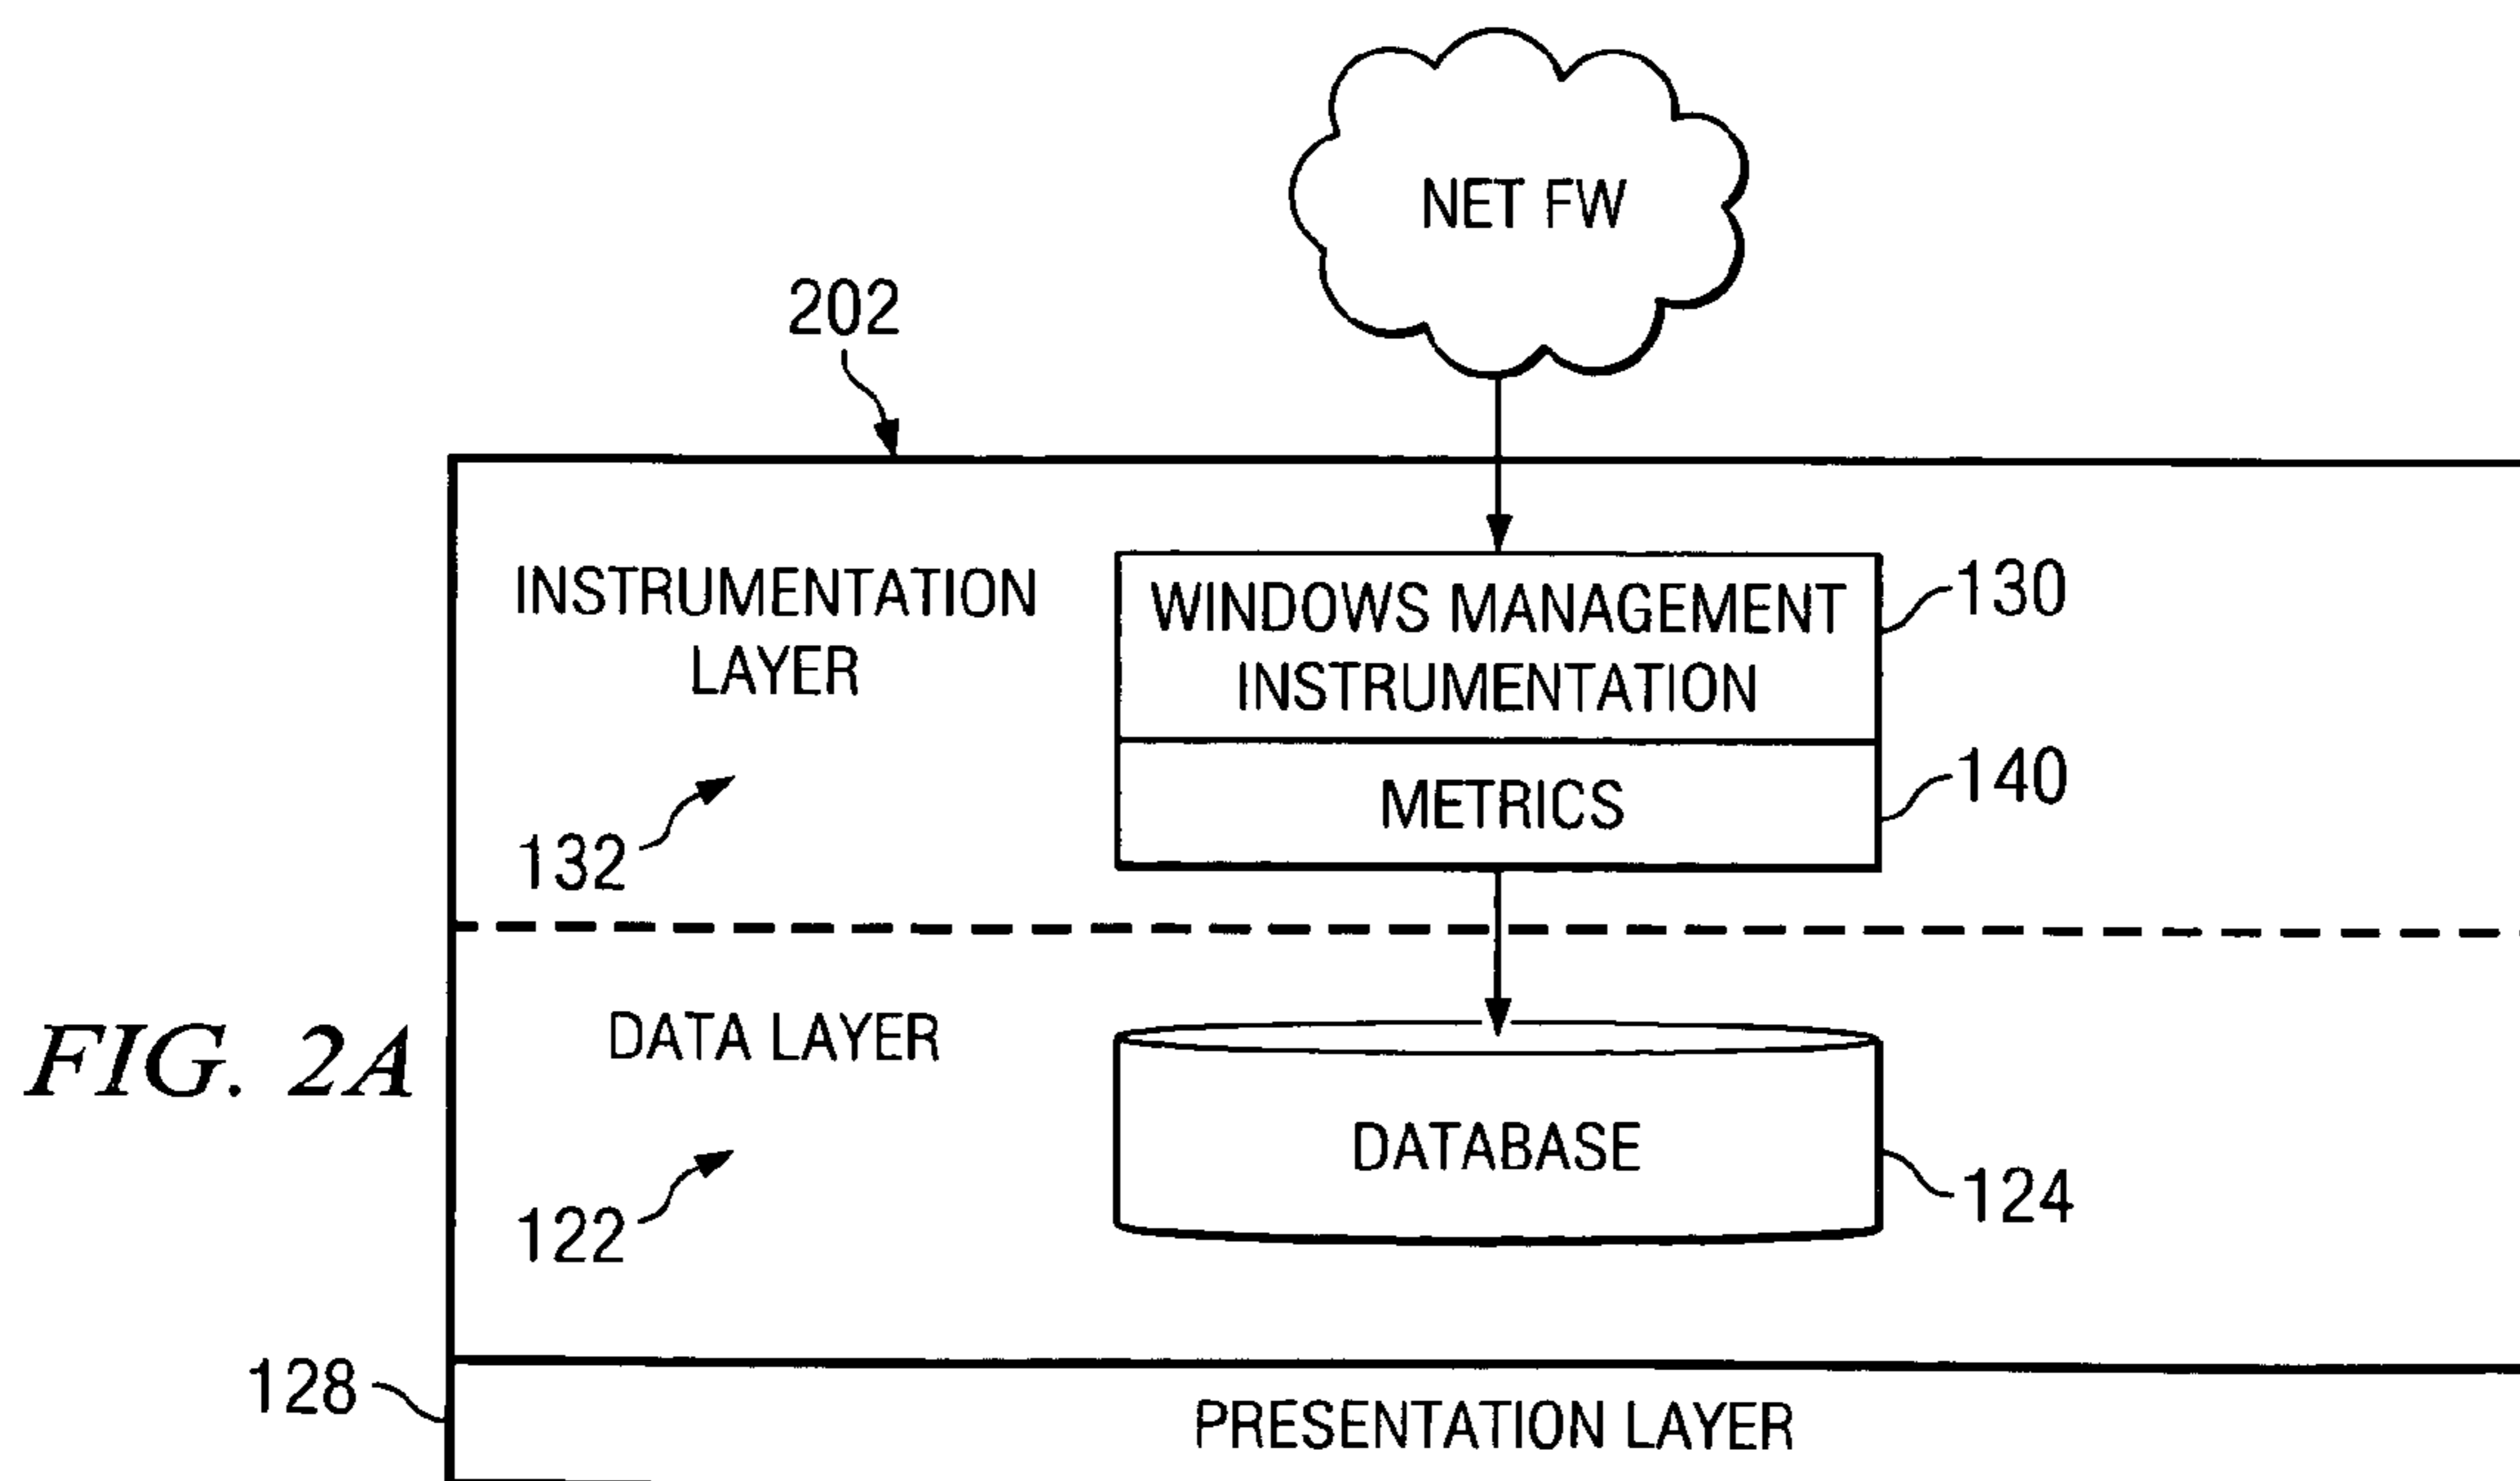 NET FW
202
INSTRUMENTATION
LAYER
132
WINDOWS MANAGEMENT
INSTRUMENTATION
130
METRICS
140
FIG. 2A
DATA LAYER
122
DATABASE
124
128
PRESENTATION LAYER